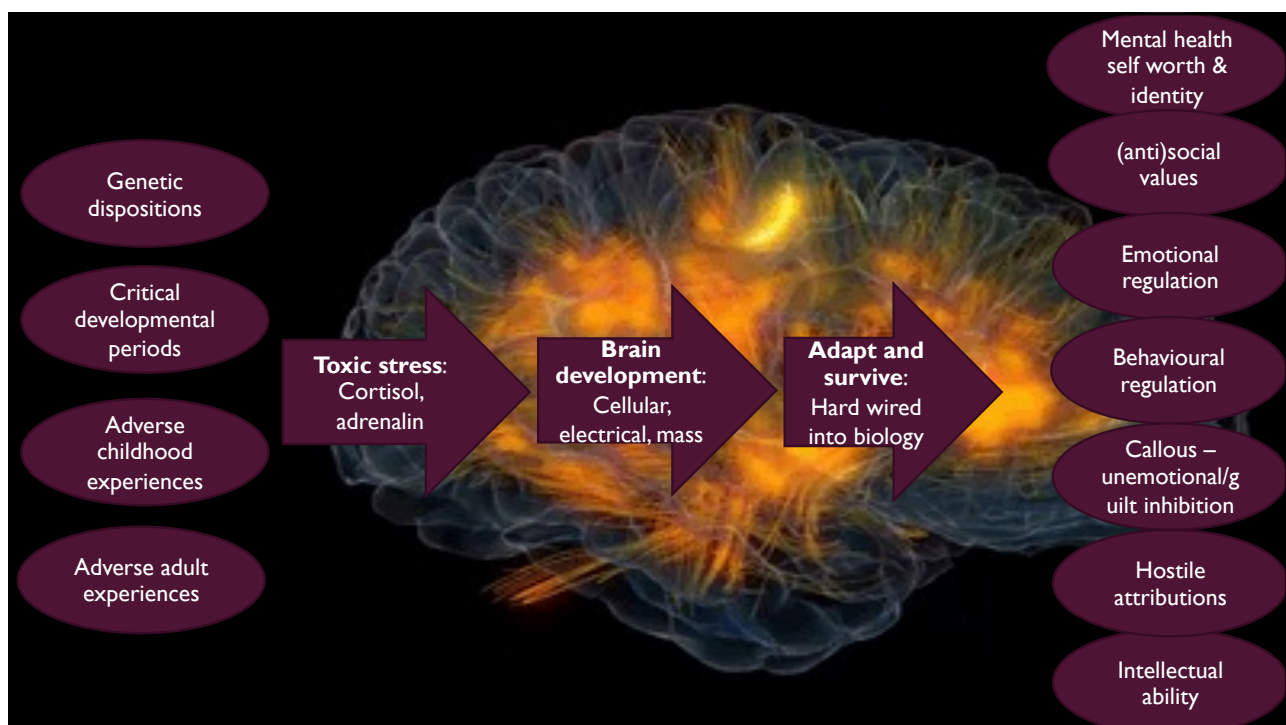 Genetic
dispositions
Critical
developmental
periods
Adverse
childhood
experiences
Adverse adult
experiences
Toxic stress:
Cortisol,
adrenalin
Brain
development:
Cellular,
electrical, mass
Adapt and
survive:
Hard wired
into biology
Mental health
self worth &
identity
(anti)social
values
Emotional
regulation
Behavioural
regulation
Callous –
unemotional/g
uilt inhibition
Hostile
attributions
Intellectual
ability